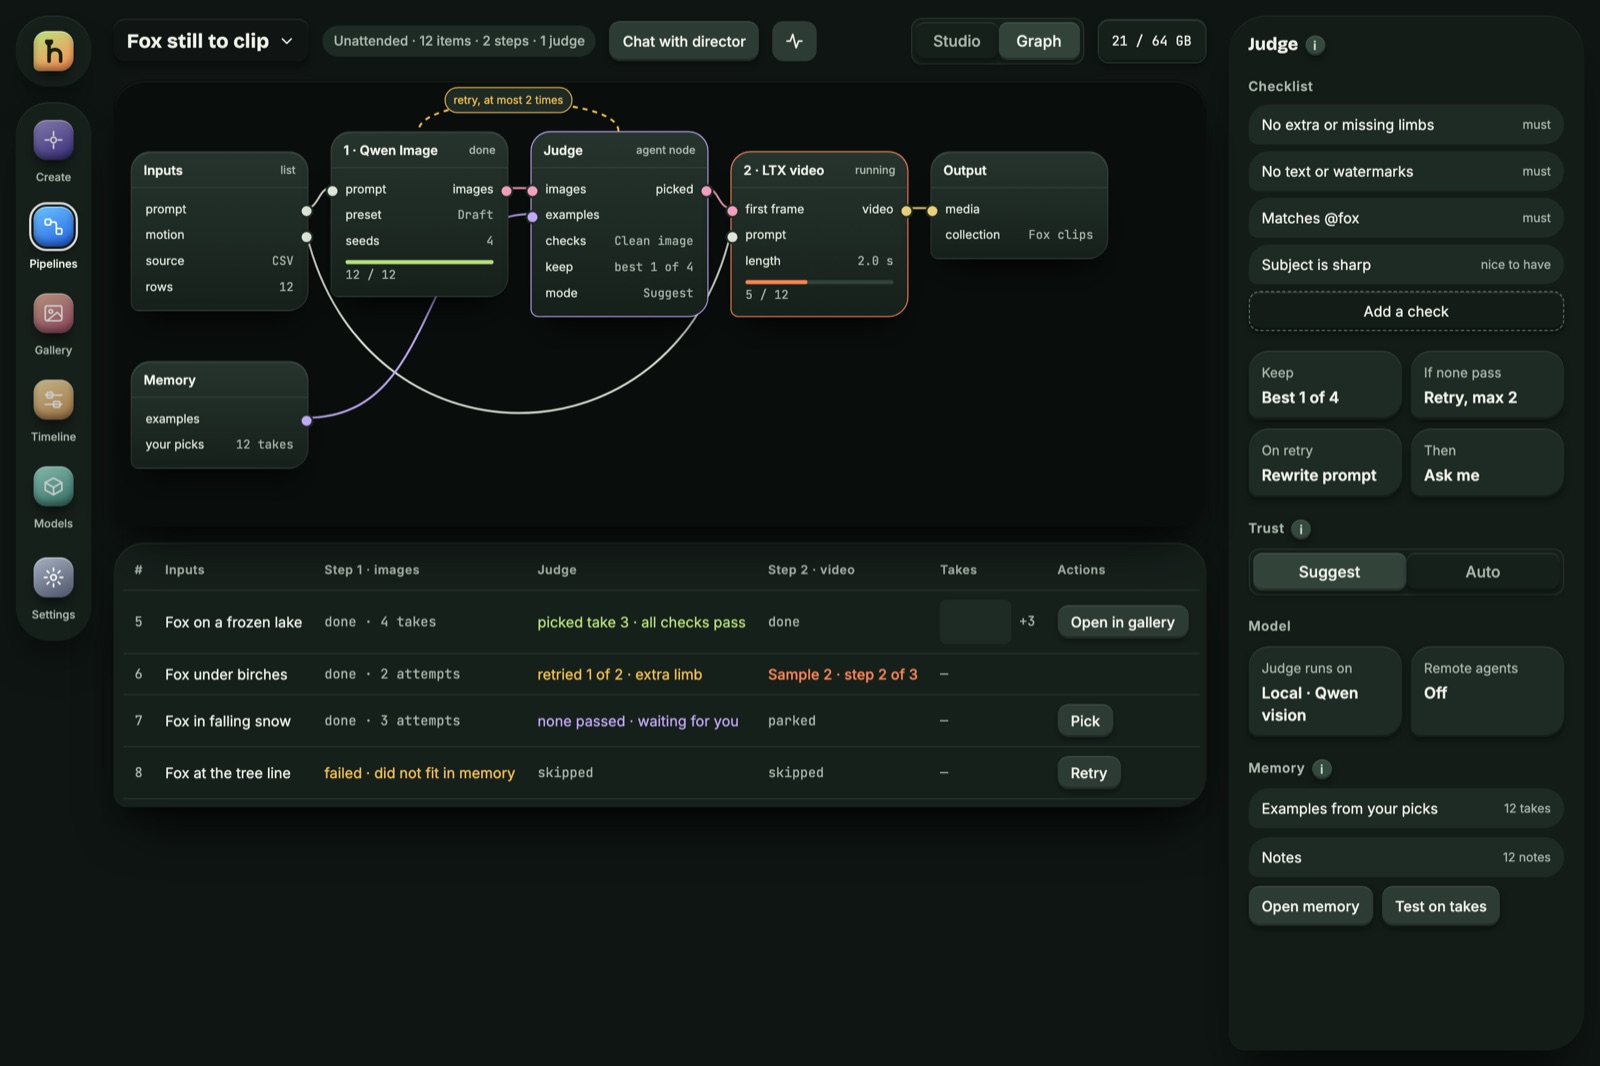 Fox still to clip
Unattended · 12 items · 2 steps · 1 judge
Chat with director
Studio
Graph
21 / 64 GB
Create
Pipelines
Gallery
Timeline
Models
Settings
retry, at most 2 times
Inputs list
prompt
motion
source CSV
rows 12
1 · Qwen Image done
prompt images
preset Draft
seeds 4
12 / 12
Judge agent node
images picked
examples
checks Clean image
keep best 1 of 4
mode Suggest
2 · LTX video running
first frame video
prompt
length 2.0 s
5 / 12
Output
media
collection Fox clips
Memory
examples
your picks 12 takes
# Inputs Step 1 · images Judge Step 2 · video Takes Actions
5 Fox on a frozen lake done · 4 takes picked take 3 · all checks pass done +3 Open in gallery
6 Fox under birches done · 2 attempts retried 1 of 2 · extra limb Sample 2 · step 2 of 3 –
7 Fox in falling snow done · 3 attempts none passed · waiting for you parked – Pick
8 Fox at the tree line failed · did not fit in memory skipped skipped – Retry
Judge i
Checklist
No extra or missing limbs must
No text or watermarks must
Matches @fox must
Subject is sharp nice to have
Add a check
Keep
Best 1 of 4
If none pass
Retry, max 2
On retry
Rewrite prompt
Then
Ask me
Trust i
Suggest
Auto
Model
Judge runs on
Local · Qwen
vision
Remote agents
Off
Memory i
Examples from your picks 12 takes
Notes 12 notes
Open memory
Test on takes